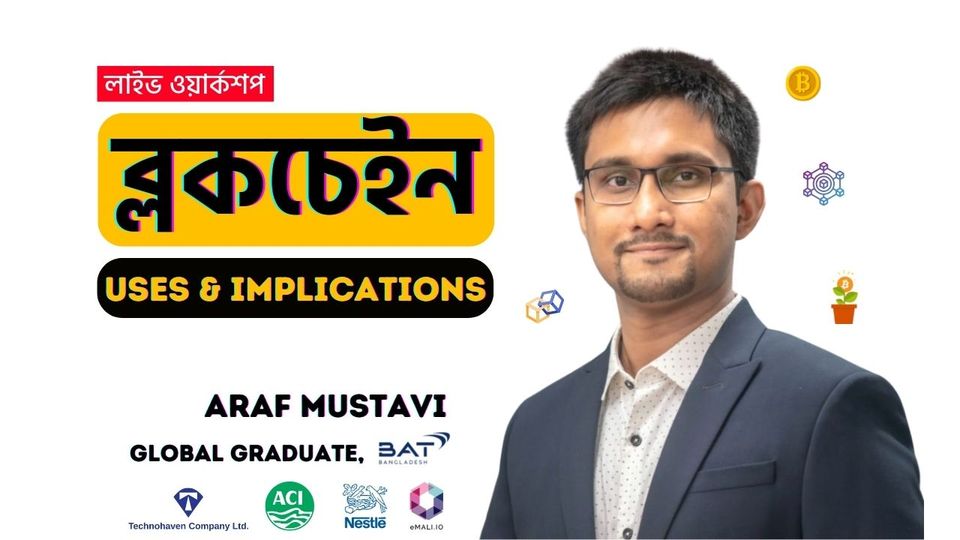 লাইভ ওয়ার্কশপ
ব্লকচেইন
USES & IMPLICATIONS
ARAF MUSTAVI
GLOBAL GRADUATE, BAT
BANGLADESH
Technohaven Company Ltd.
ACI
Nestlé
eMALI.IO